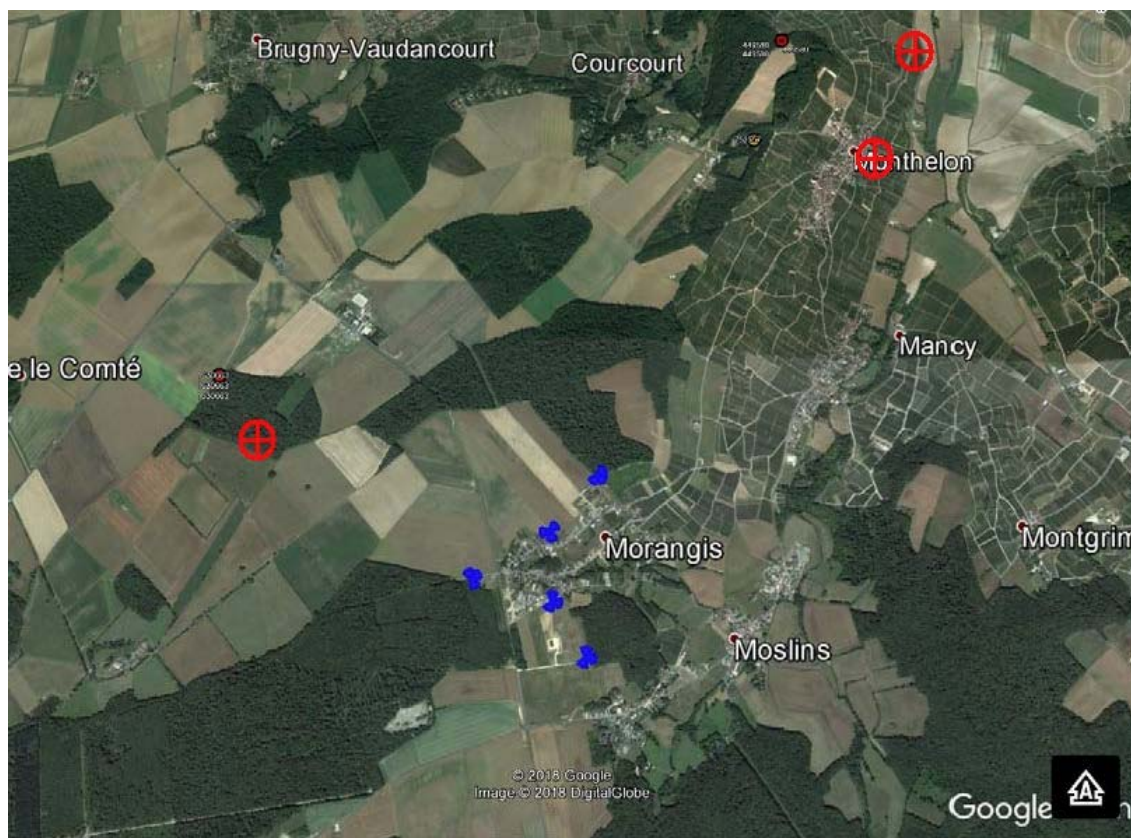 Brugny-Vaudancourt
Courcourt
Monthelon
Mancy
e le Comté
Morangis
Montgrim
Moslins
© 2018 Google
Image © 2018 DigitalGlobe
Google
A